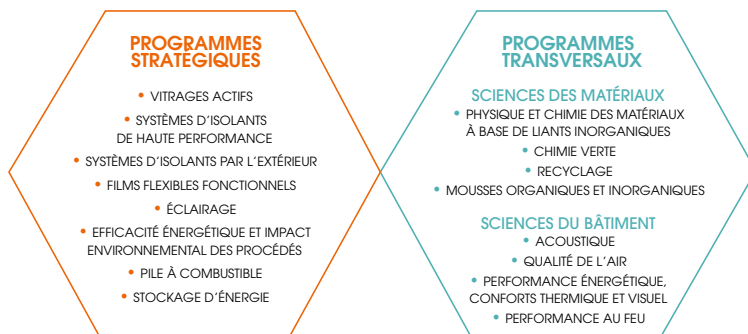 PROGRAMMES
STRATÉGIQUES
• VITRAGES ACTIFS
• SYSTÈMES D'ISOLANTS
DE HAUTE PERFORMANCE
• SYSTÈMES D'ISOLANTS PAR L'EXTÉRIEUR
• FILMS FLEXIBLES FONCTIONNELS
• ÉCLAIRAGE
• EFFICACITÉ ÉNERGÉTIQUE ET IMPACT
ENVIRONNEMENTAL DES PROCÉDÉS
• PILE À COMBUSTIBLE
• STOCKAGE D'ÉNERGIE
PROGRAMMES
TRANSVERSAUX
SCIENCES DES MATÉRIAUX
• PHYSIQUE ET CHIMIE DES MATÉRIAUX
À BASE DE LIANTS INORGANIQUES
• CHIMIE VERTE
• RECYCLAGE
• MOUSSES ORGANIQUES ET INORGANIQUES
SCIENCES DU BÂTIMENT
• ACOUSTIQUE
• QUALITÉ DE L'AIR
• PERFORMANCE ÉNERGÉTIQUE,
CONFORTS THERMIQUE ET VISUEL
• PERFORMANCE AU FEU